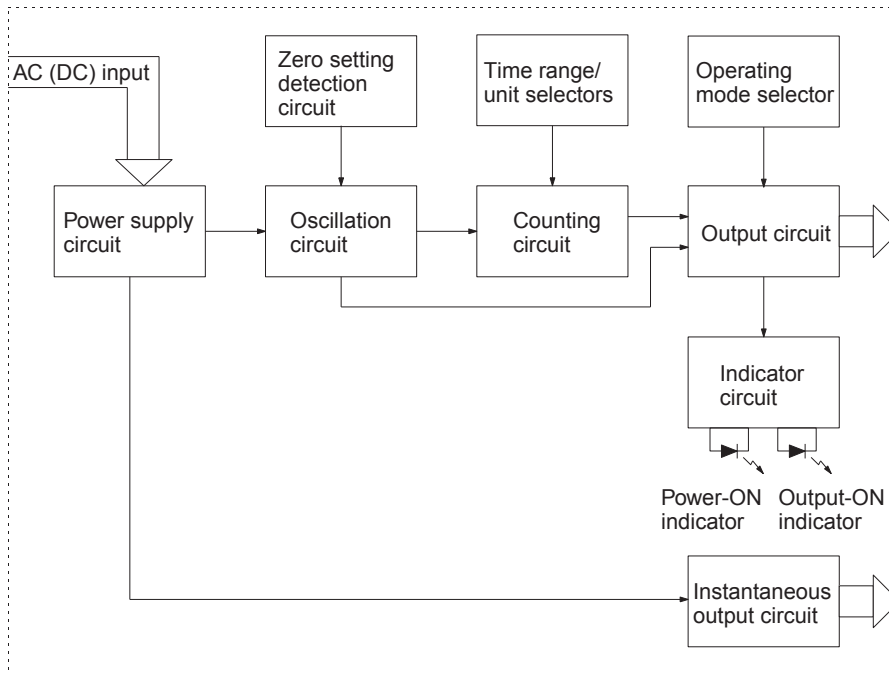 AC (DC) input
Zero setting
detection
circuit
Time range/
unit selectors
Operating
mode selector
Power supply
circuit
Oscillation
circuit
Counting
circuit
Output circuit
Indicator
circuit
Power-ON
indicator
Output-ON
indicator
Instantaneous
output circuit